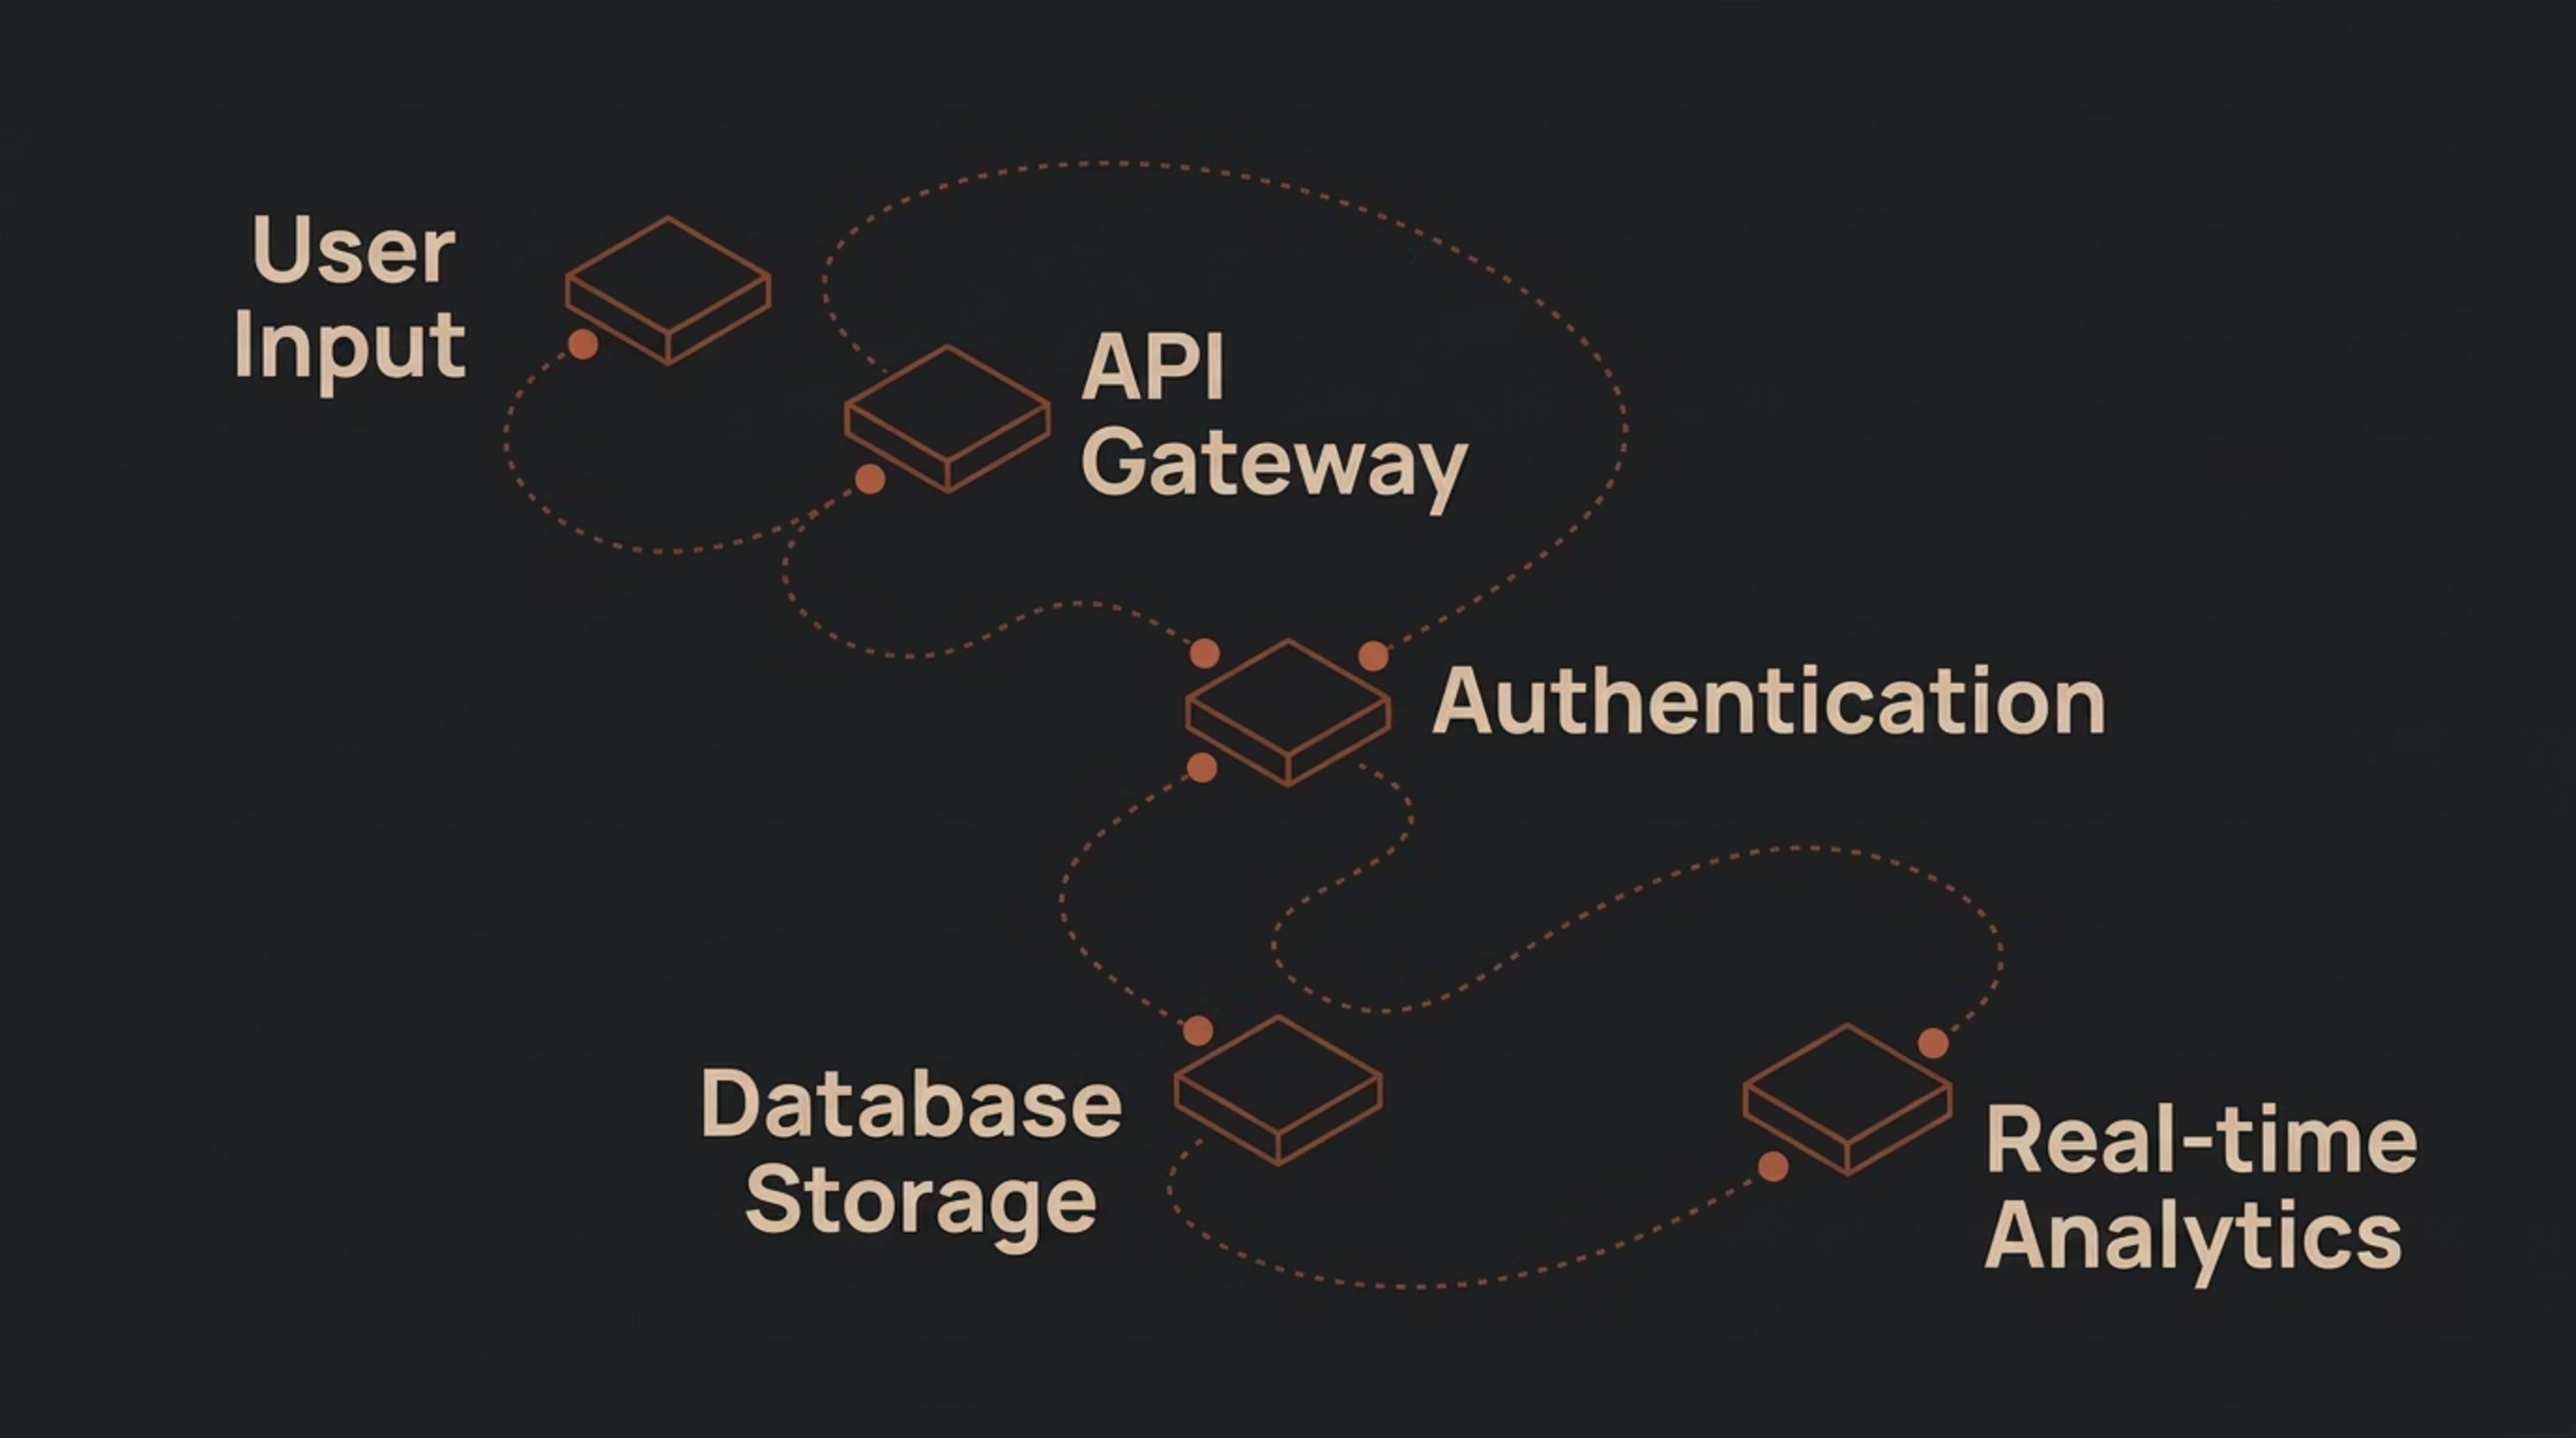 User
Input
API
Gateway
Authentication
Database
Storage
Real-time
Analytics